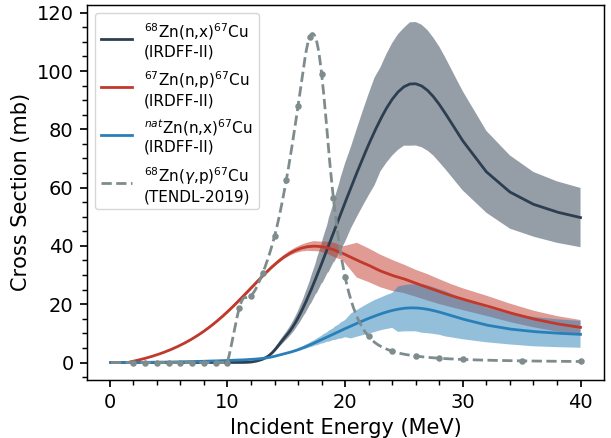 120
100
80
60
40
20
0
Cross Section (mb)
⁶⁸Zn(n,x)⁶⁷Cu
(IRDFF-II)
⁶⁷Zn(n,p)⁶⁷Cu
(IRDFF-II)
ⁿᵃᵗZn(n,x)⁶⁷Cu
(IRDFF-II)
⁶⁸Zn(γ,p)⁶⁷Cu
(TENDL-2019)
0 10 20 30 40
Incident Energy (MeV)